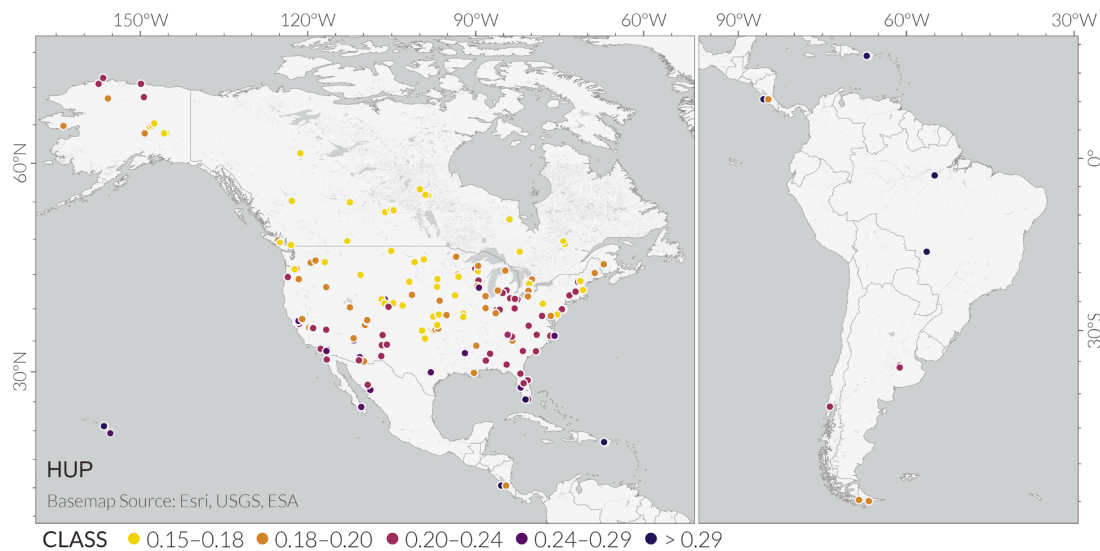 150°W 120°W 90°W 60°W 90°W 60°W 30°W
60°N
30°N
0°
30°S
HUP
Basemap Source: Esri, USGS, ESA
CLASS 0.15–0.18 0.18–0.20 0.20–0.24 0.24–0.29 > 0.29